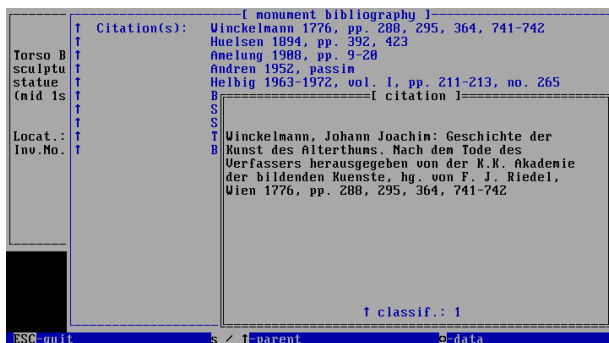 [ monument bibliography ]
↑ Citation(s): Winckelmann 1776, pp. 288, 295, 364, 741-742
↑ Huelsen 1894, pp. 392, 423
Torso B ↑ Amelung 1908, pp. 9-20
sculptu ↑ Andren 1952, passim
statue ↑ Helbig 1963-1972, vol. I, pp. 211-213, no. 265
(mid 1s ↑ B
[ citation ]
↑ S
↑ S
Locat.: ↑ T
Inv.No. ↑ B
Winckelmann, Johann Joachim: Geschichte der
Kunst des Alterthums. Nach dem Tode des
Verfassers herausgegeben von der K.K. Akademie
der bildenden Kuenste, hg. von F. J. Riedel,
Wien 1776, pp. 288, 295, 364, 741-742
↑ classif.: 1
ESC-quit s / ↑-parent o-data